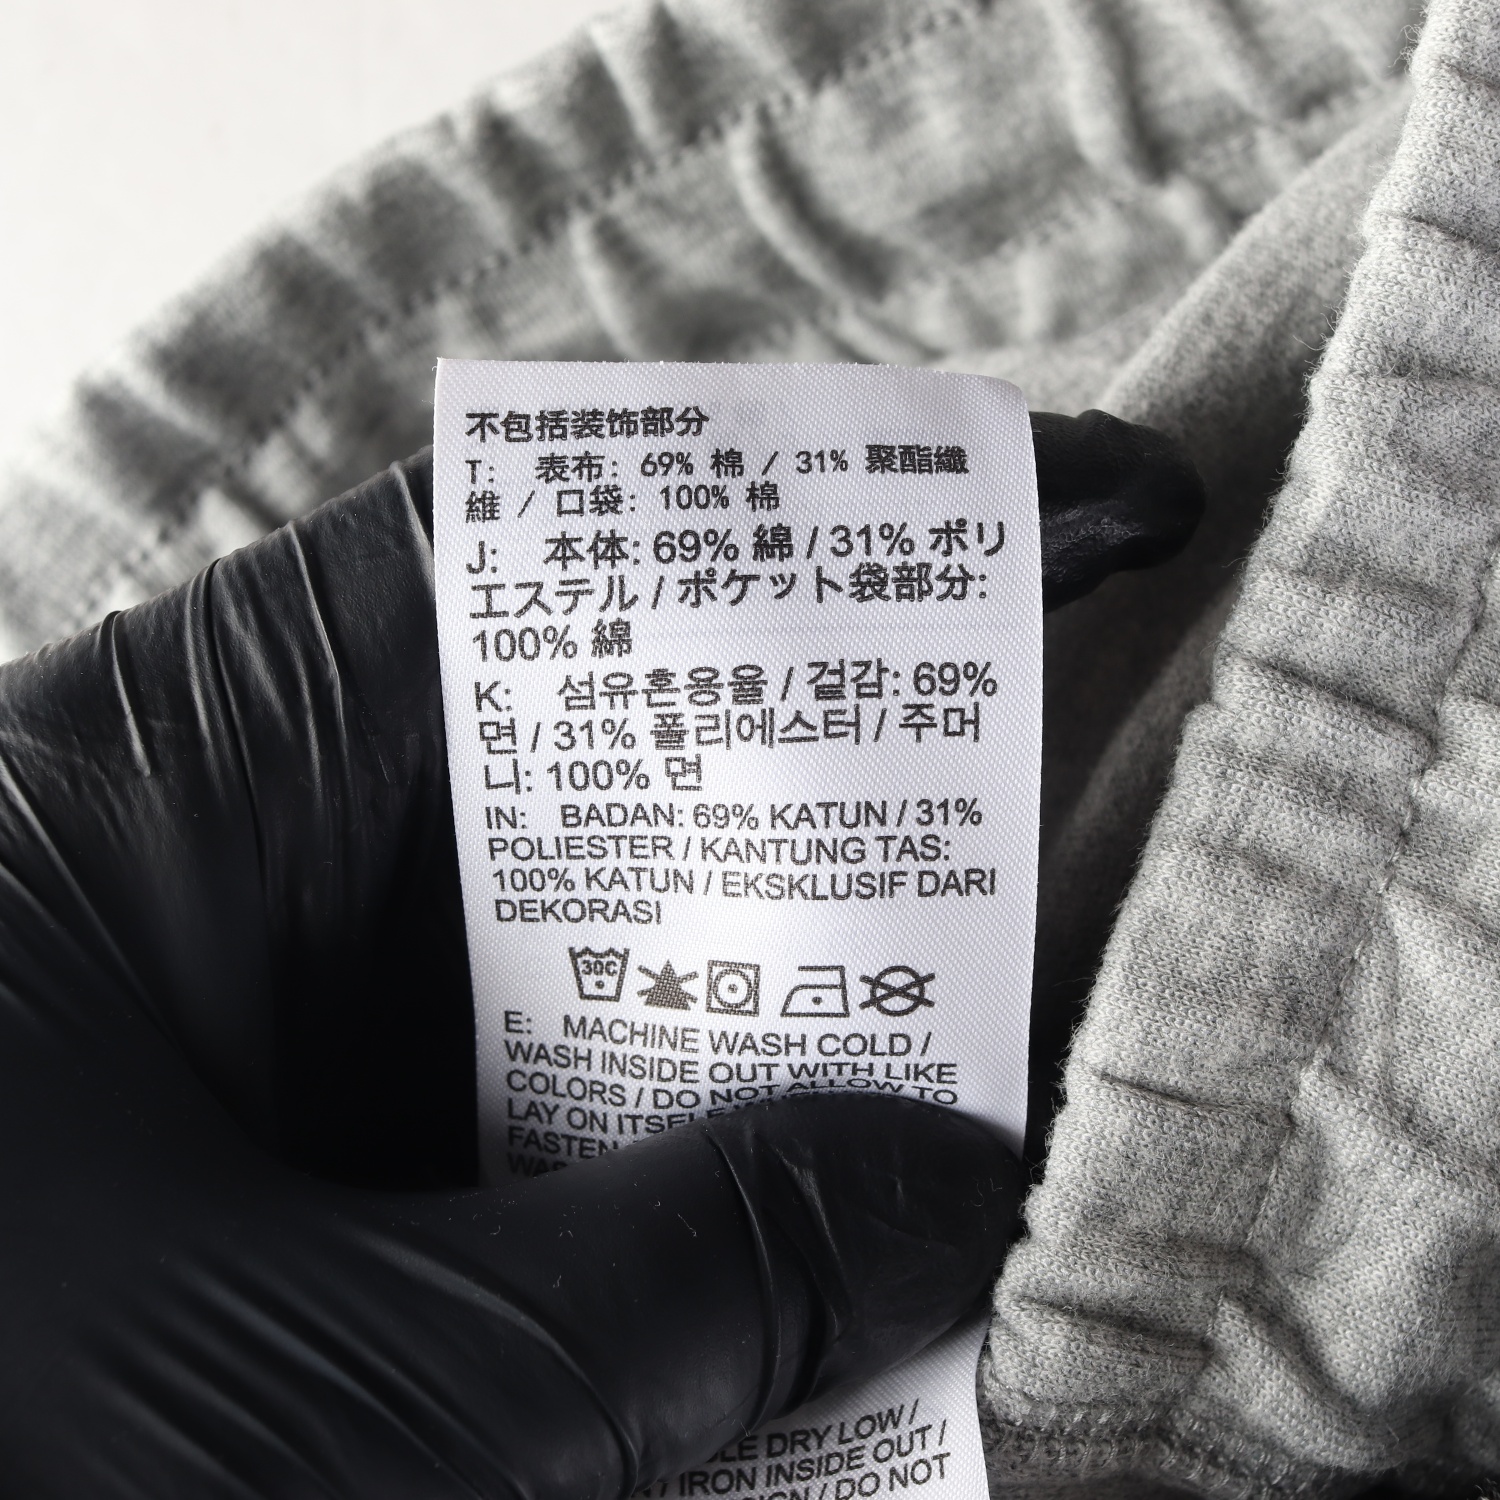 不包括装饰部分
T: 表布: 69% 棉 / 31% 聚酯纖
維 / 口袋: 100% 棉
J: 本体: 69% 綿 / 31% ポリ
エステル / ポケット袋部分:
100% 綿
K: 섬유혼용율 / 겉감: 69%
면 / 31% 폴리에스터 / 주머
니: 100% 면
IN: BADAN: 69% KATUN / 31%
POLIESTER / KANTUNG TAS:
100% KATUN / EKSKLUSIF DARI
DEKORASI
30C
E: MACHINE WASH COLD /
WASH INSIDE OUT WITH LIKE
COLORS / DO NOT ALLOW TO
LAY ON ITSELF
FASTEN
DRY LOW /
IRON INSIDE OUT /
/ DO NOT